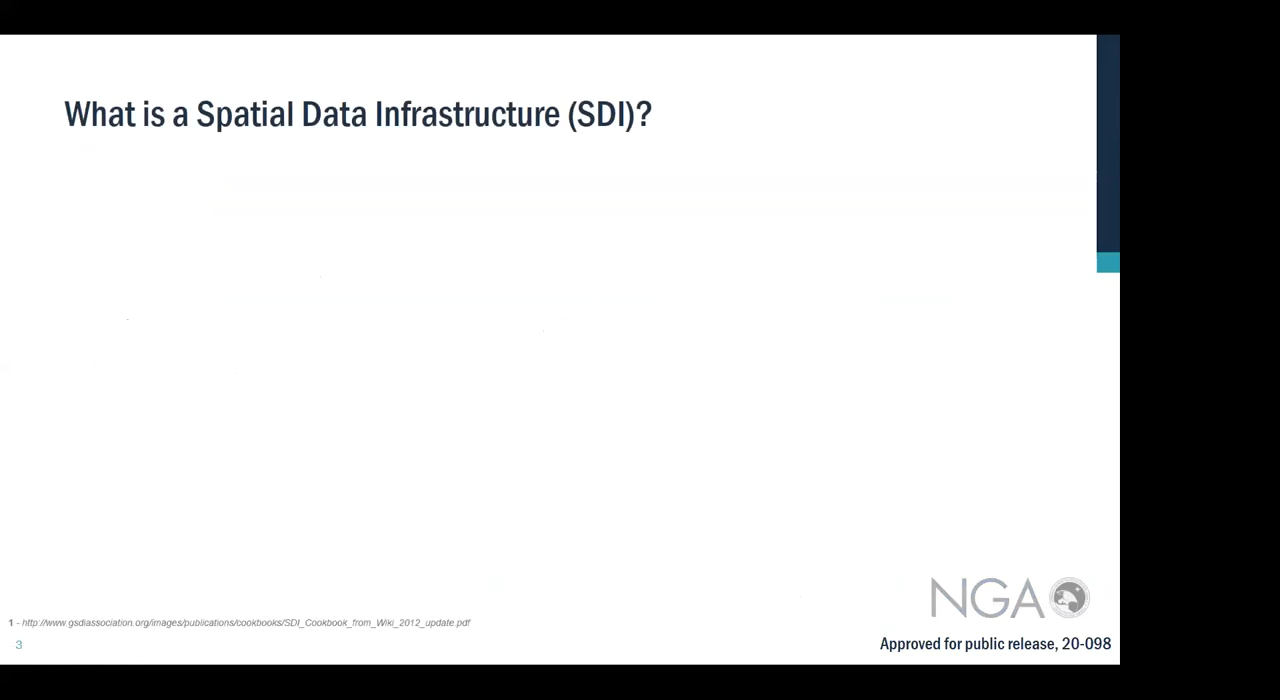 What is a Spatial Data Infrastructure (SDI)?
NGA
1 - http://www.gsdiassociation.org/images/publications/cookbooks/SDI_Cookbook_from_Wiki_2012_update.pdf
3
Approved for public release, 20-098